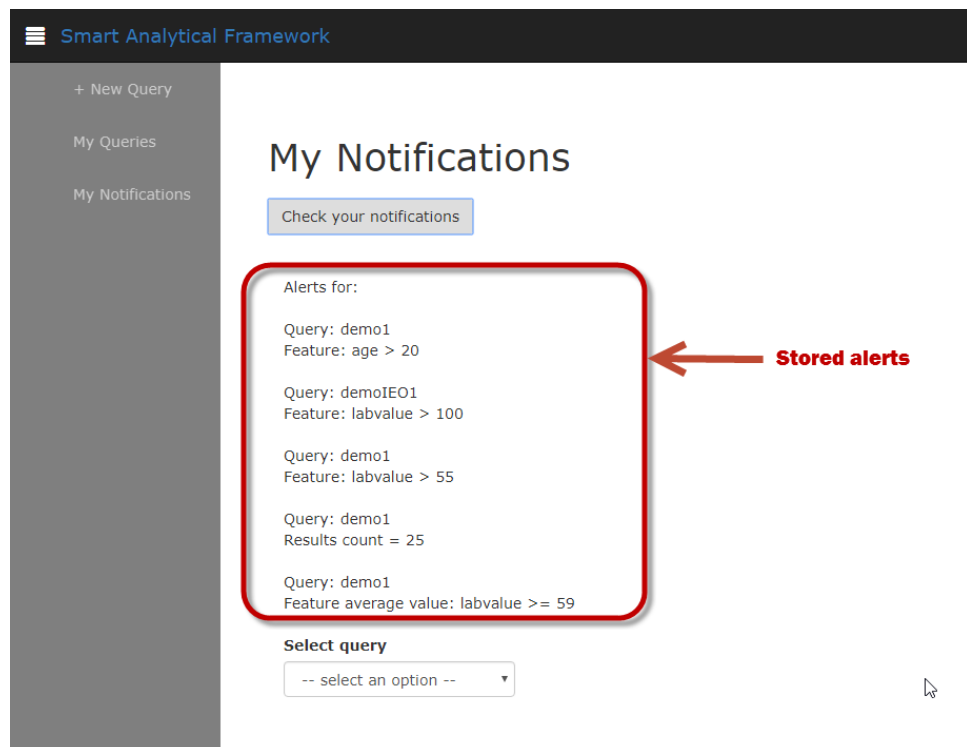 Smart Analytical Framework
+ New Query
My Queries
My Notifications
My Notifications
Check your notifications
Alerts for:
Query: demo1
Feature: age > 20
Query: demoIEO1
Feature: labvalue > 100
Query: demo1
Feature: labvalue > 55
Query: demo1
Results count = 25
Query: demo1
Feature average value: labvalue >= 59
Stored alerts
Select query
-- select an option --